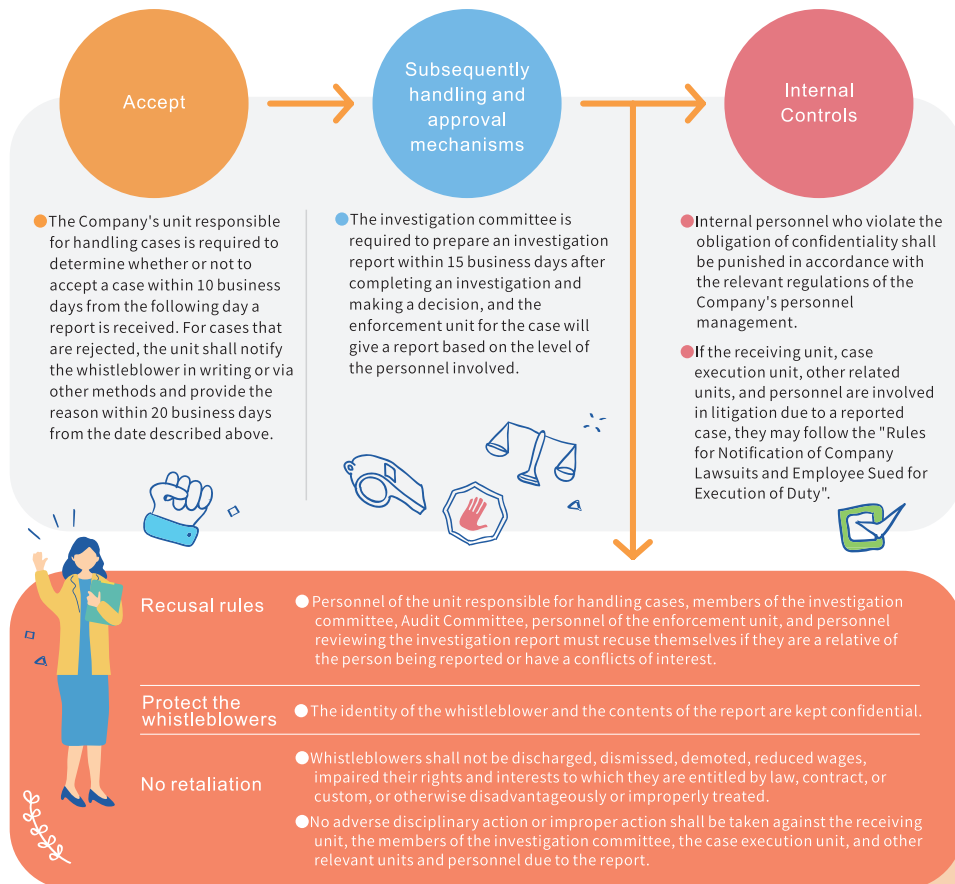 Accept
Subsequently
handling and
approval
mechanisms
Internal
Controls
The Company's unit responsible
for handling cases is required to
determine whether or not to
accept a case within 10 business
days from the following day a
report is received. For cases that
are rejected, the unit shall notify
the whistleblower in writing or via
other methods and provide the
reason within 20 business days
from the date described above.
The investigation committee is
required to prepare an investigation
report within 15 business days after
completing an investigation and
making a decision, and the
enforcement unit for the case will
give a report based on the level of
the personnel involved.
Internal personnel who violate the
obligation of confidentiality shall
be punished in accordance with
the relevant regulations of the
Company's personnel
management.
If the receiving unit, case
execution unit, other related
units, and personnel are involved
in litigation due to a reported
case, they may follow the "Rules
for Notification of Company
Lawsuits and Employee Sued for
Execution of Duty".
Recusal rules
Personnel of the unit responsible for handling cases, members of the investigation
committee, Audit Committee, personnel of the enforcement unit, and personnel
reviewing the investigation report must recuse themselves if they are a relative of
the person being reported or have a conflicts of interest.
Protect the
whistleblowers
The identity of the whistleblower and the contents of the report are kept confidential.
No retaliation
Whistleblowers shall not be discharged, dismissed, demoted, reduced wages,
impaired their rights and interests to which they are entitled by law, contract, or
custom, or otherwise disadvantageously or improperly treated.
No adverse disciplinary action or improper action shall be taken against the receiving
unit, the members of the investigation committee, the case execution unit, and other
relevant units and personnel due to the report.